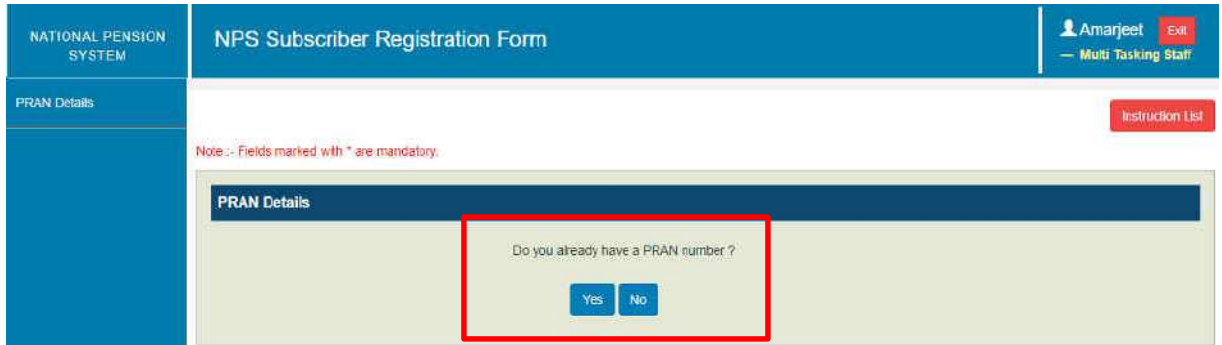 NATIONAL PENSION
SYSTEM
NPS Subscriber Registration Form
Amarjeet Exit
— Multi Tasking Staff
PRAN Details
Instruction List
Note :- Fields marked with * are mandatory.
PRAN Details
Do you already have a PRAN number ?
Yes No